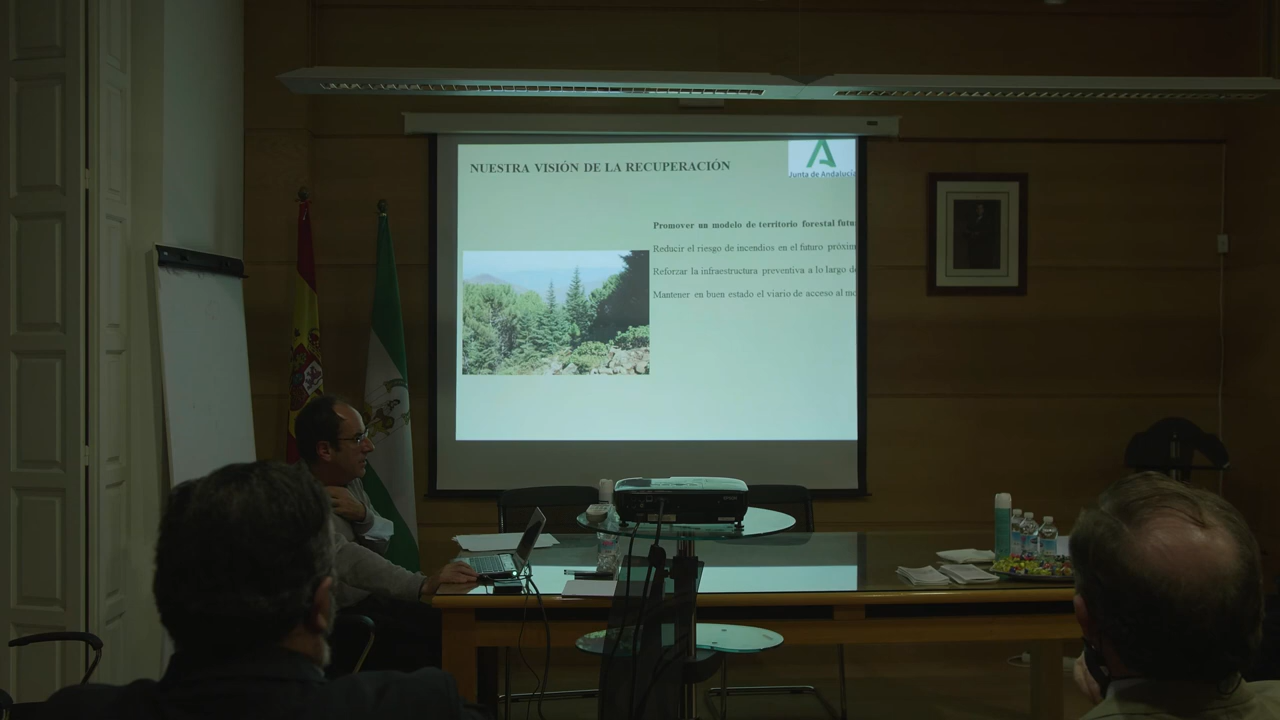 NUESTRA VISIÓN DE LA RECUPERACIÓN
Junta de Andalucía
Promover un modelo de territorio forestal
Reducir el riesgo de incendios en el futuro
Reforzar la infraestructura preventiva a lo largo
Mantener en buen estado el viario de acceso al